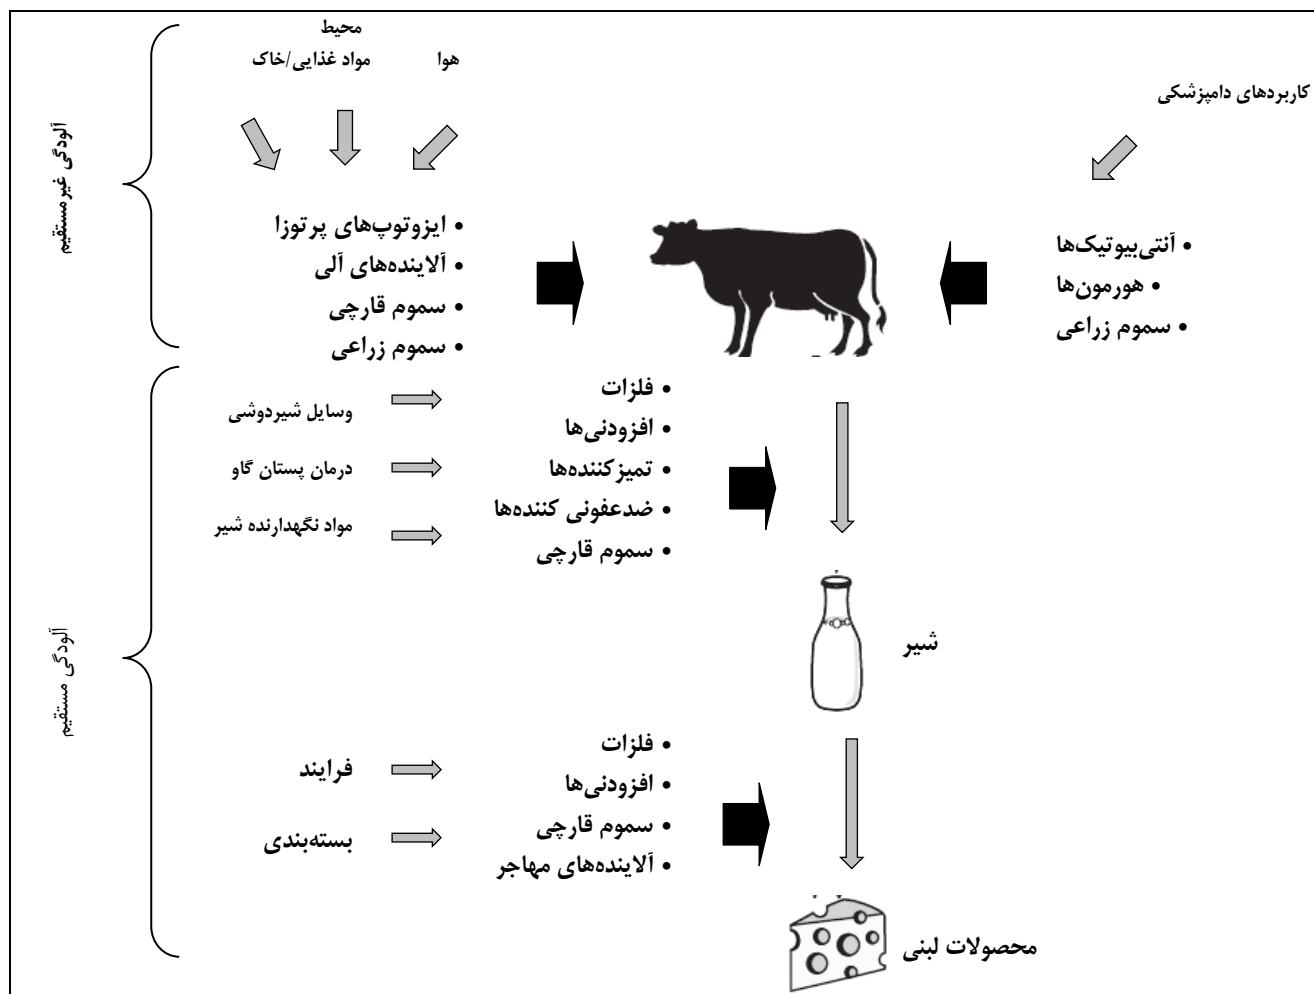 محیط
مواد غذایی/خاک
هوا
کاربردهای دامپزشکی
آلودگی غیرمستقیم
• ایزوتوپ‌های پرتوزا
• آلاینده‌های آلی
• سموم قارچی
• سموم زراعی
• آنتی‌بیوتیک‌ها
• هورمون‌ها
• سموم زراعی
آلودگی مستقیم
وسایل شیردوشی
درمان پستان گاو
مواد نگهدارنده شیر
• فلزات
• افزودنی‌ها
• تمیزکننده‌ها
• ضدعفونی کننده‌ها
• سموم قارچی
شیر
فرایند
بسته‌بندی
• فلزات
• افزودنی‌ها
• سموم قارچی
• آلاینده‌های مهاجر
محصولات لبنی